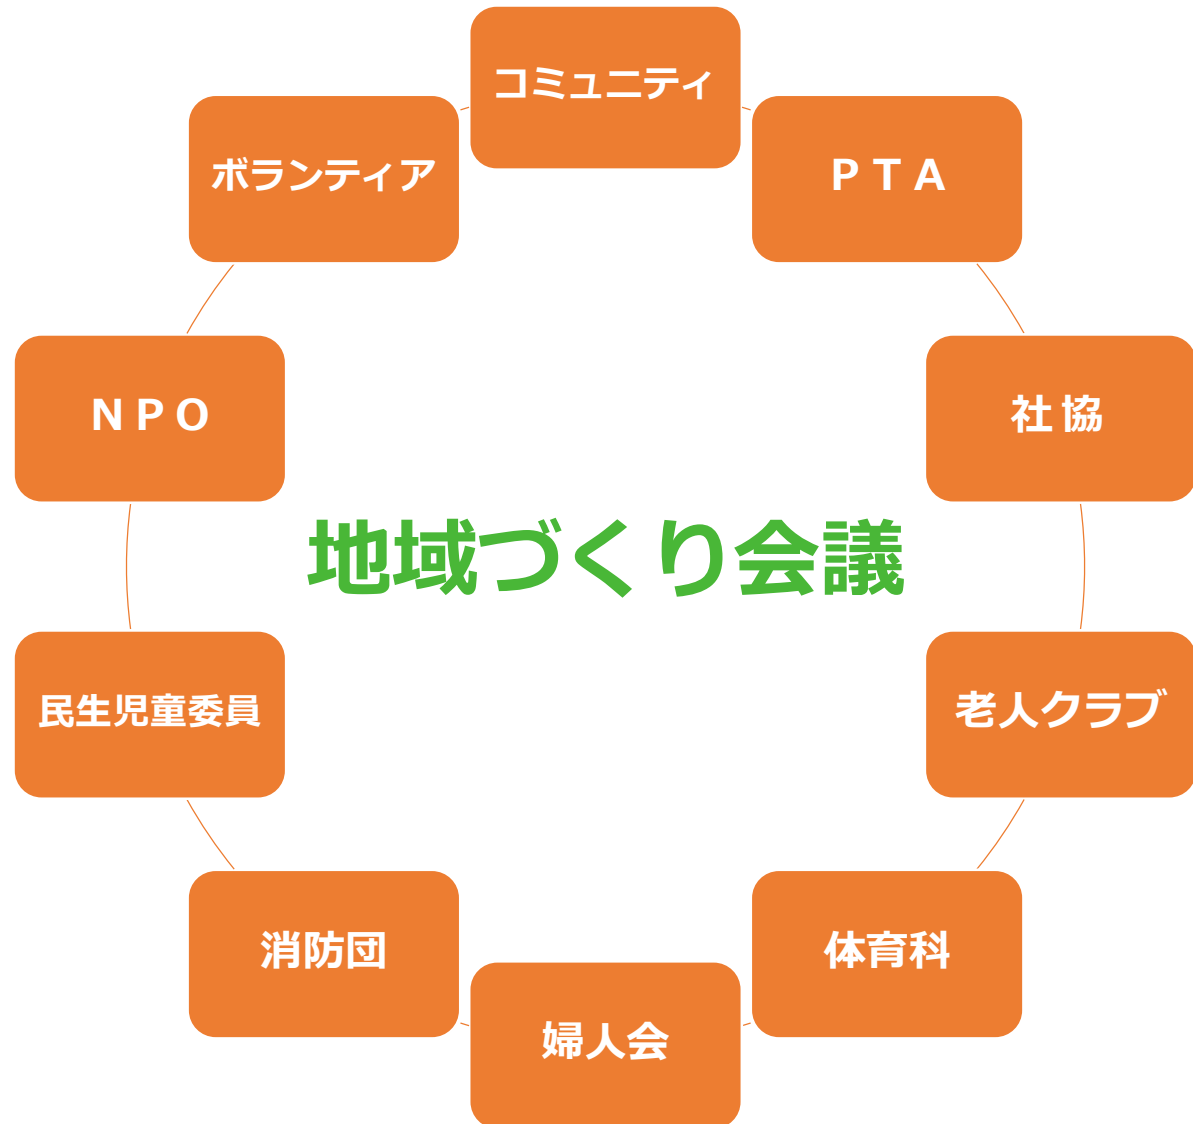 コミュニティ
ＰＴＡ
社協
老人クラブ
体育科
婦人会
消防団
民生児童委員
ＮＰＯ
ボランティア
地域づくり会議